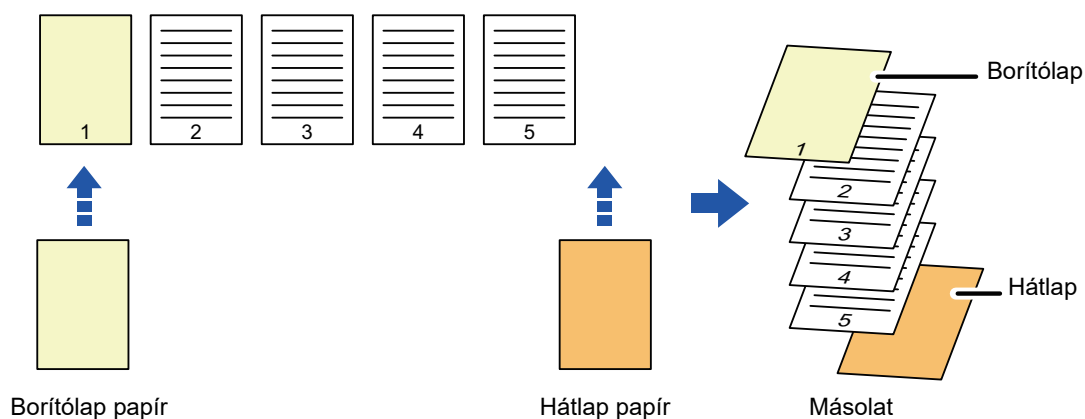 1 2 3 4 5
Borítólap papír
Hátlap papír
Borítólap
1
2
3
4
5
Hátlap
Másolat